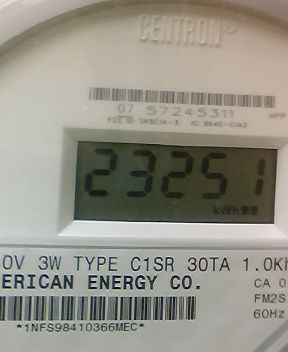 CENTRON®
07 57245311
23251
kWh
0V 3W TYPE C1SR 30TA 1.0Kh
ERICAN ENERGY CO.
CA 0
FM2S
60Hz
*1NFS98410366MEC*